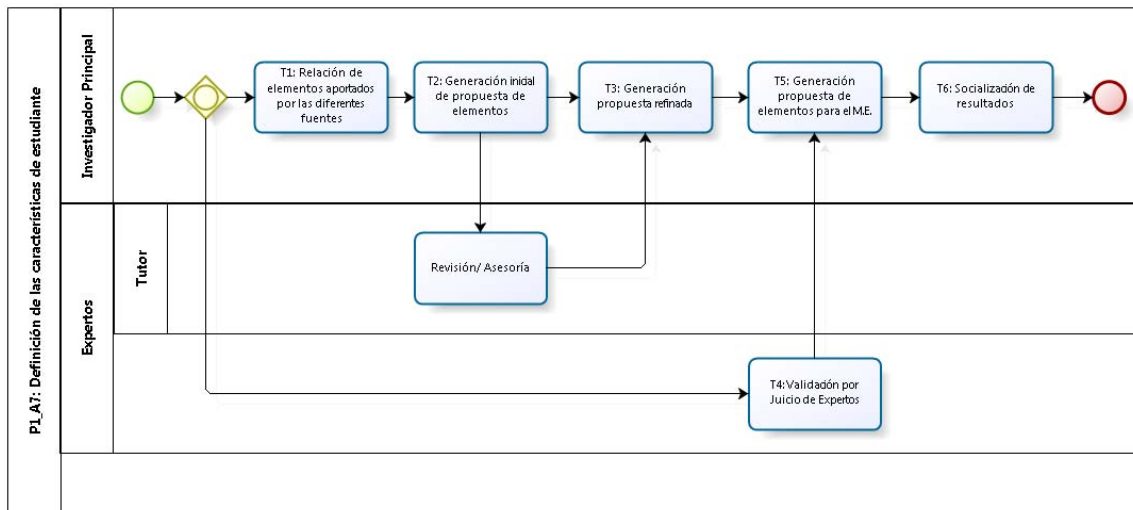 P1_A7: Definición de las características de estudiante
Investigador Principal
T1: Relación de
elementos aportados
por las diferentes
fuentes
T2: Generación inicial
de propuesta de
elementos
T3: Generación
propuesta refinada
T5: Generación
propuesta de
elementos para el M.E.
T6: Socialización de
resultados
Expertos
Tutor
Revisión/ Asesoría
T4:Validación por
Juicio de Expertos